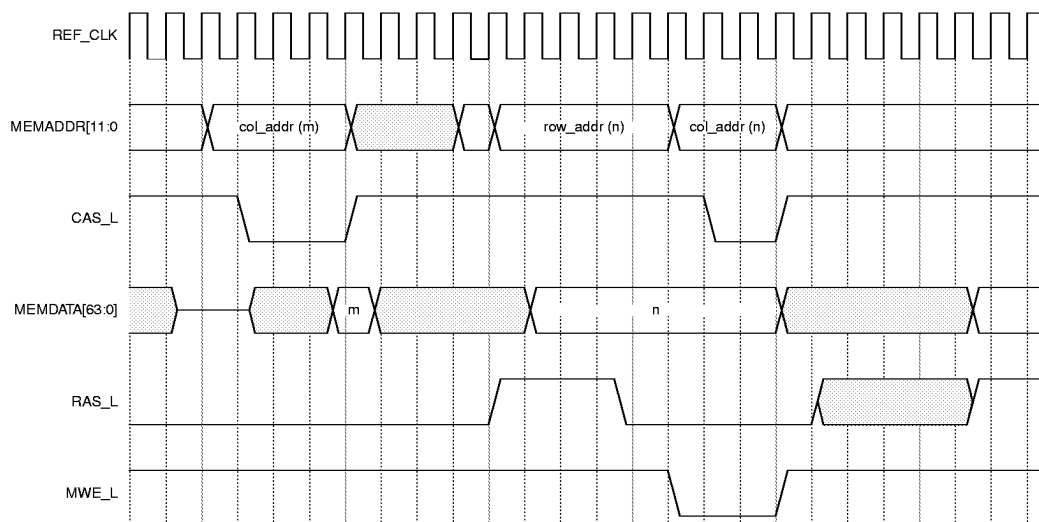 REF_CLK
MEMADDR[11:0
col_addr (m)
row_addr (n)
col_addr (n)
CAS_L
MEMDATA[63:0]
m
n
RAS_L
MWE_L